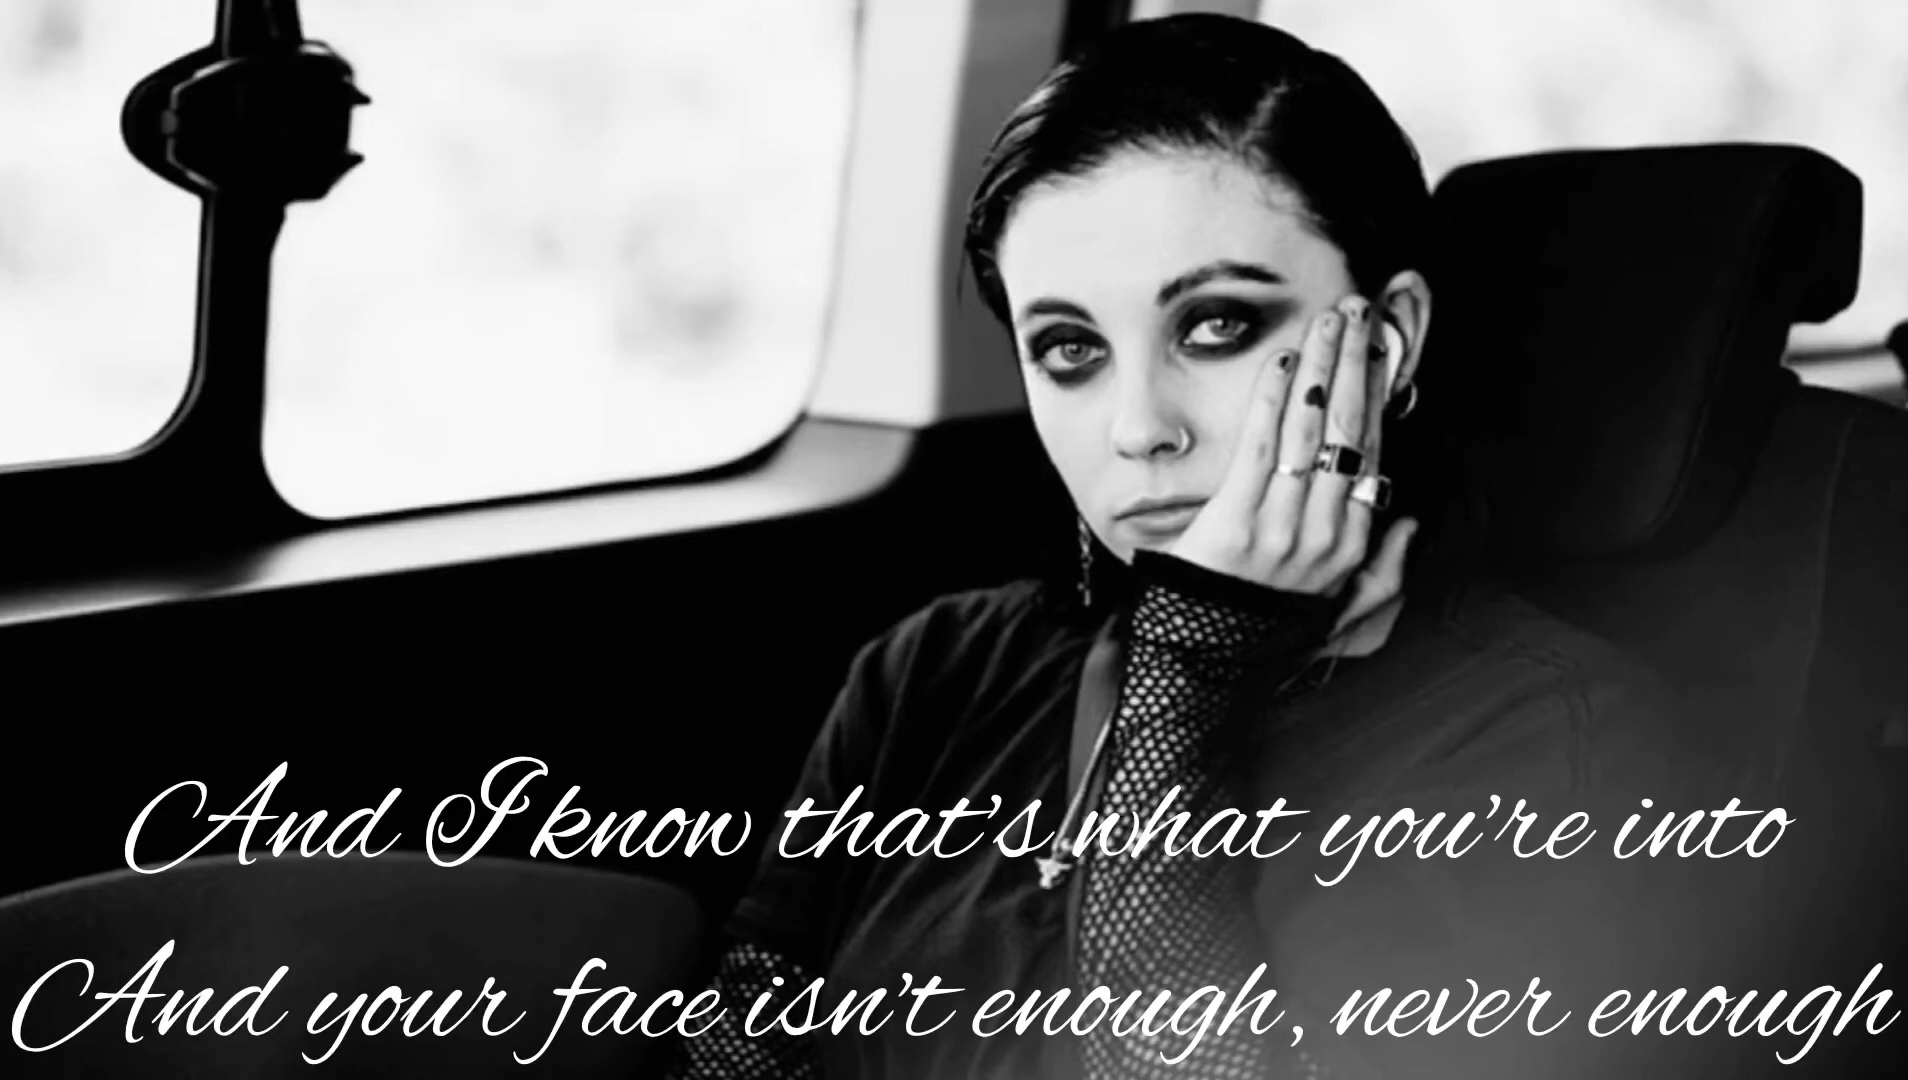 And I know that's what you're into
And your face isn't enough, never enough